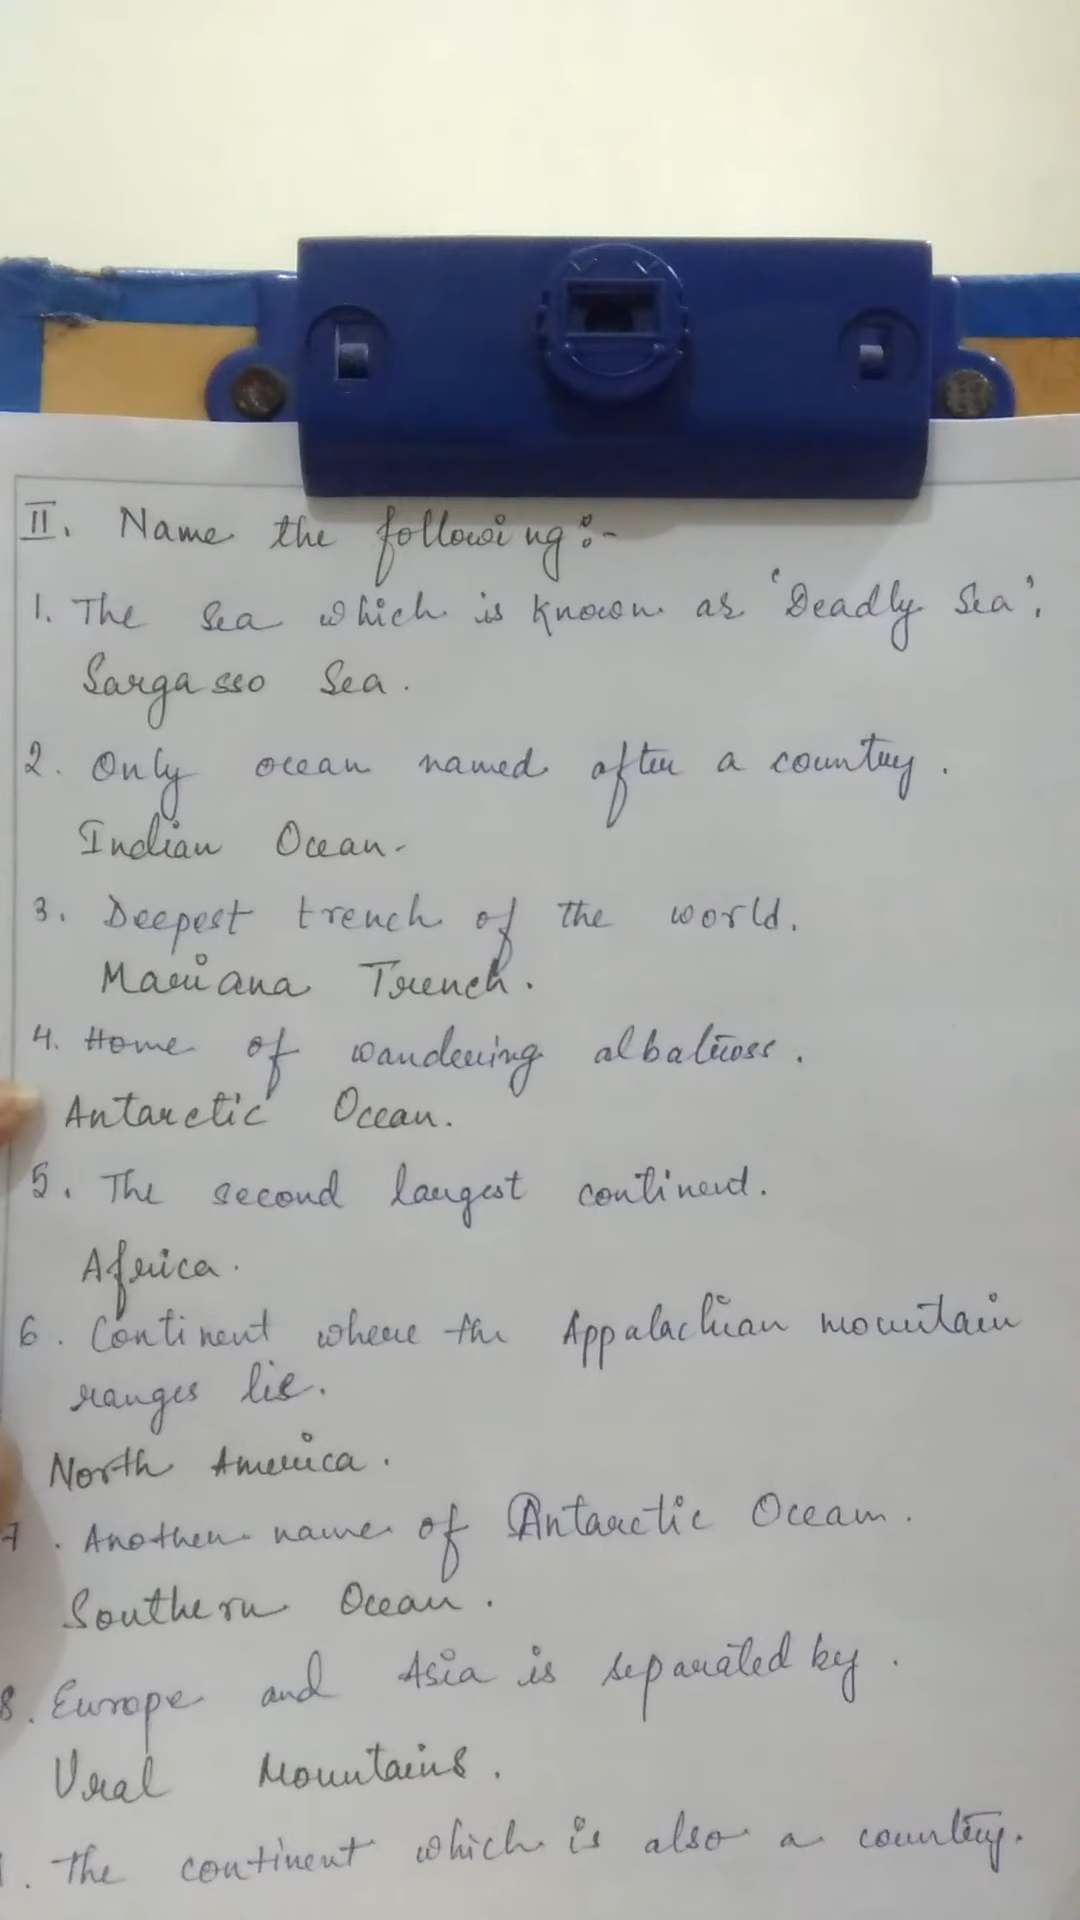 II. Name the following:-
1. The Sea which is known as 'Deadly Sea'.
Sargasso Sea.
2. Only ocean named after a country.
Indian Ocean.
3. Deepest trench of the world.
Mariana Trench.
4. Home of wandering albatross.
Antarctic Ocean.
5. The second largest continent.
Africa.
6. Continent where the Appalachian mountain
ranges lie.
North America.
7. Another name of Antarctic Ocean.
Southern Ocean.
8. Europe and Asia is separated by.
Ural Mountains.
. The continent which is also a country.